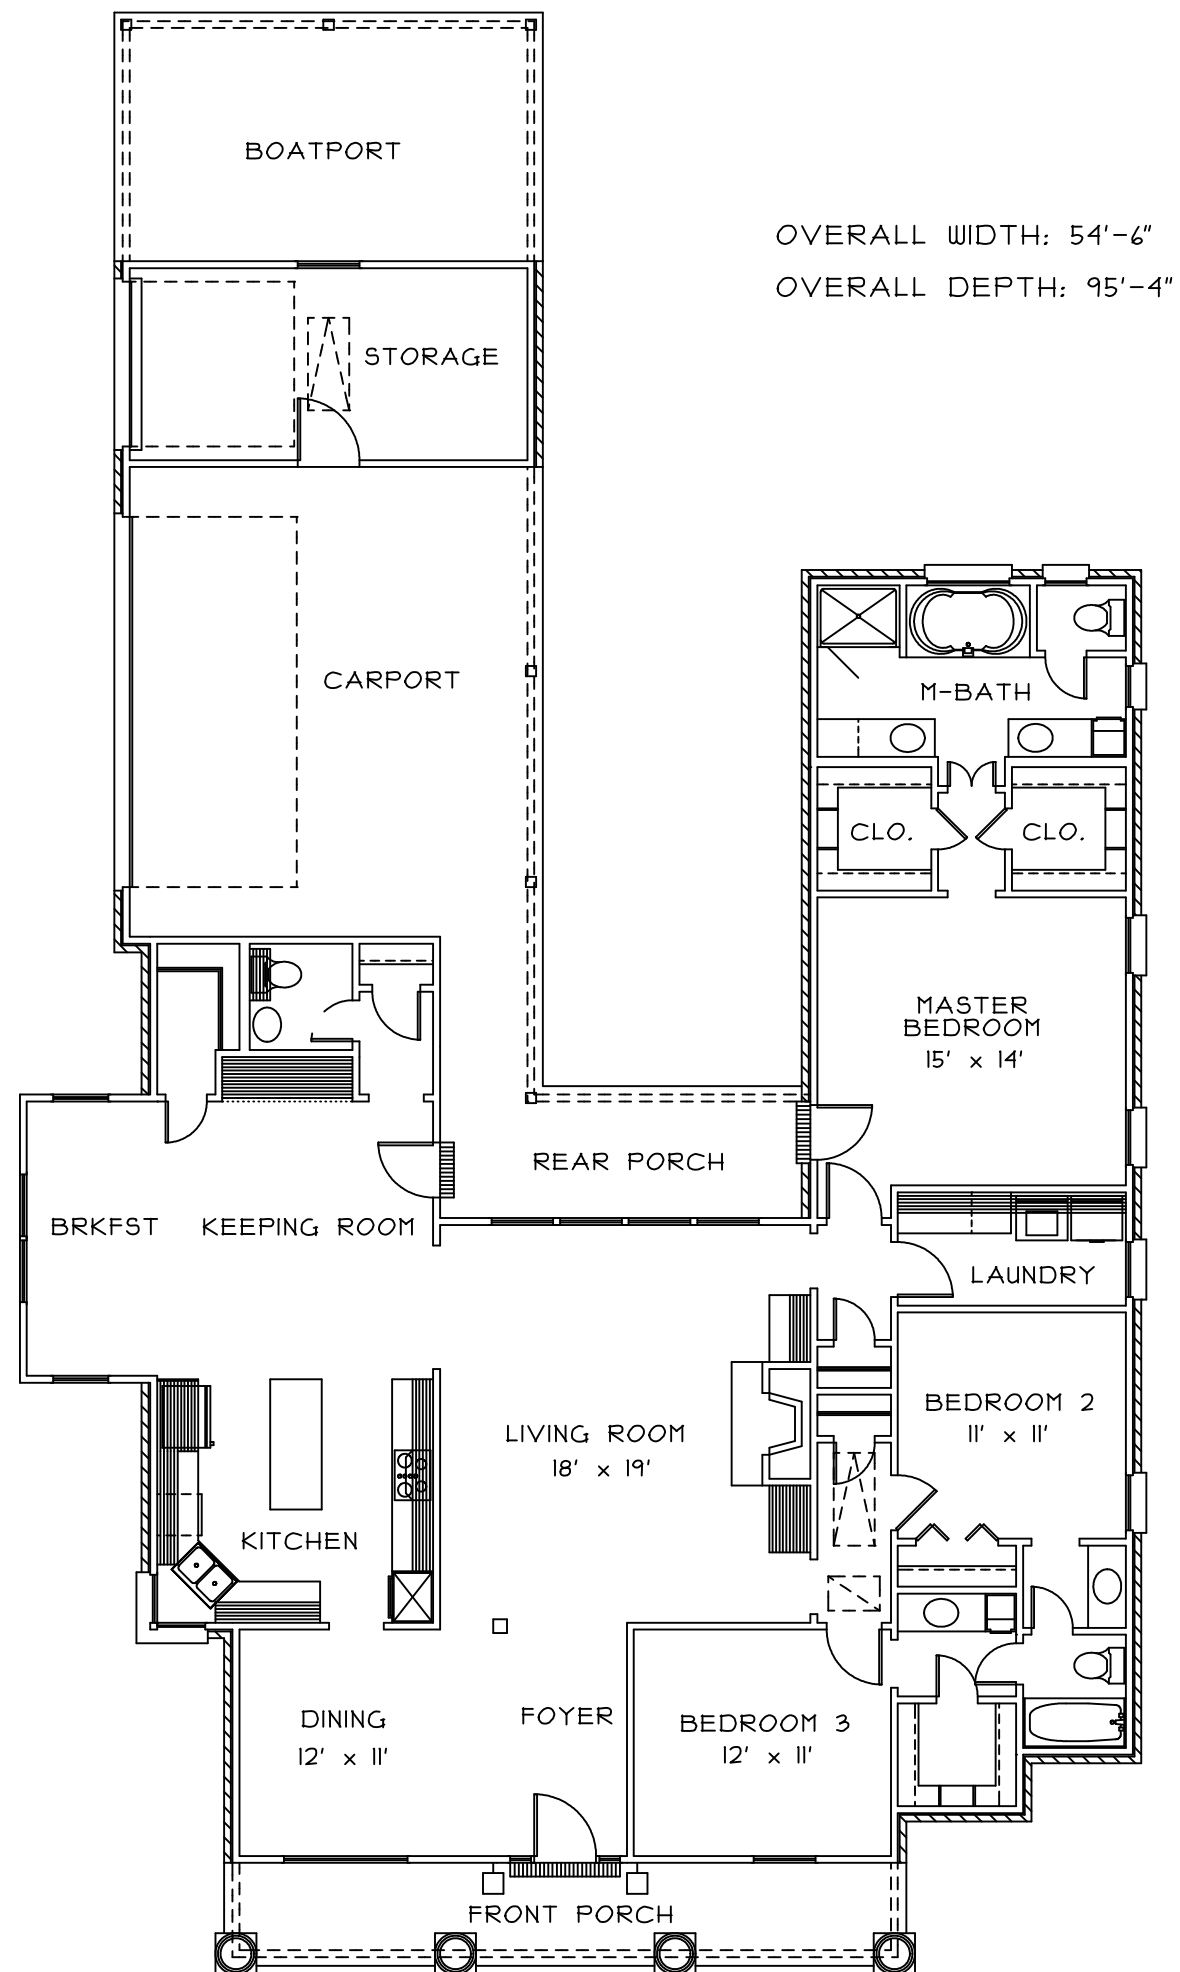 BOATPORT
OVERALL WIDTH: 54'-6"
OVERALL DEPTH: 95'-4"
STORAGE
CARPORT
M-BATH
CLO.
CLO.
MASTER
BEDROOM
15' x 14'
REAR PORCH
BRKFST
KEEPING ROOM
LAUNDRY
BEDROOM 2
11' x 11'
LIVING ROOM
18' x 19'
KITCHEN
DINING
12' x 11'
FOYER
BEDROOM 3
12' x 11'
FRONT PORCH